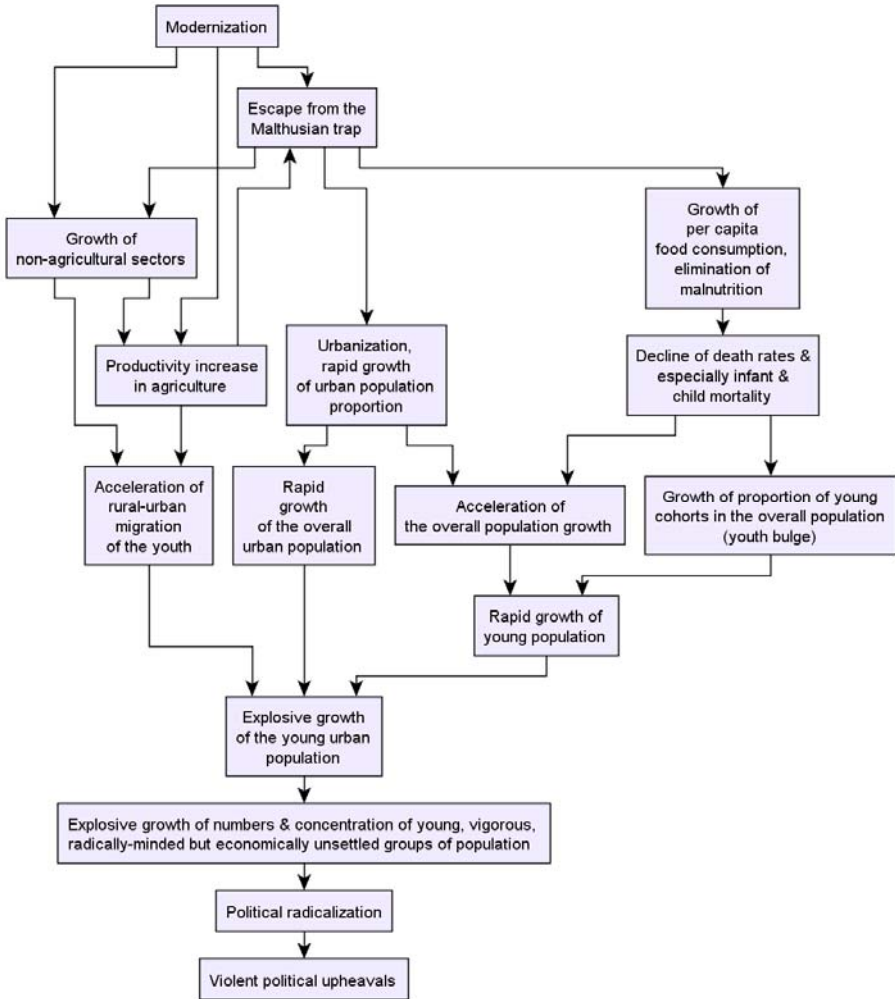 Modernization
Escape from the
Malthusian trap
Growth of
non-agricultural sectors
Growth of
per capita
food consumption,
elimination of
malnutrition
Productivity increase
in agriculture
Urbanization,
rapid growth
of urban population
proportion
Decline of death rates &
especially infant &
child mortality
Acceleration of
rural-urban
migration
of the youth
Rapid
growth
of the overall
urban population
Acceleration of
the overall population growth
Growth of proportion of young
cohorts in the overall population
(youth bulge)
Rapid growth of
young population
Explosive growth
of the young urban
population
Explosive growth of numbers & concentration of young, vigorous,
radically-minded but economically unsettled groups of population
Political radicalization
Violent political upheavals